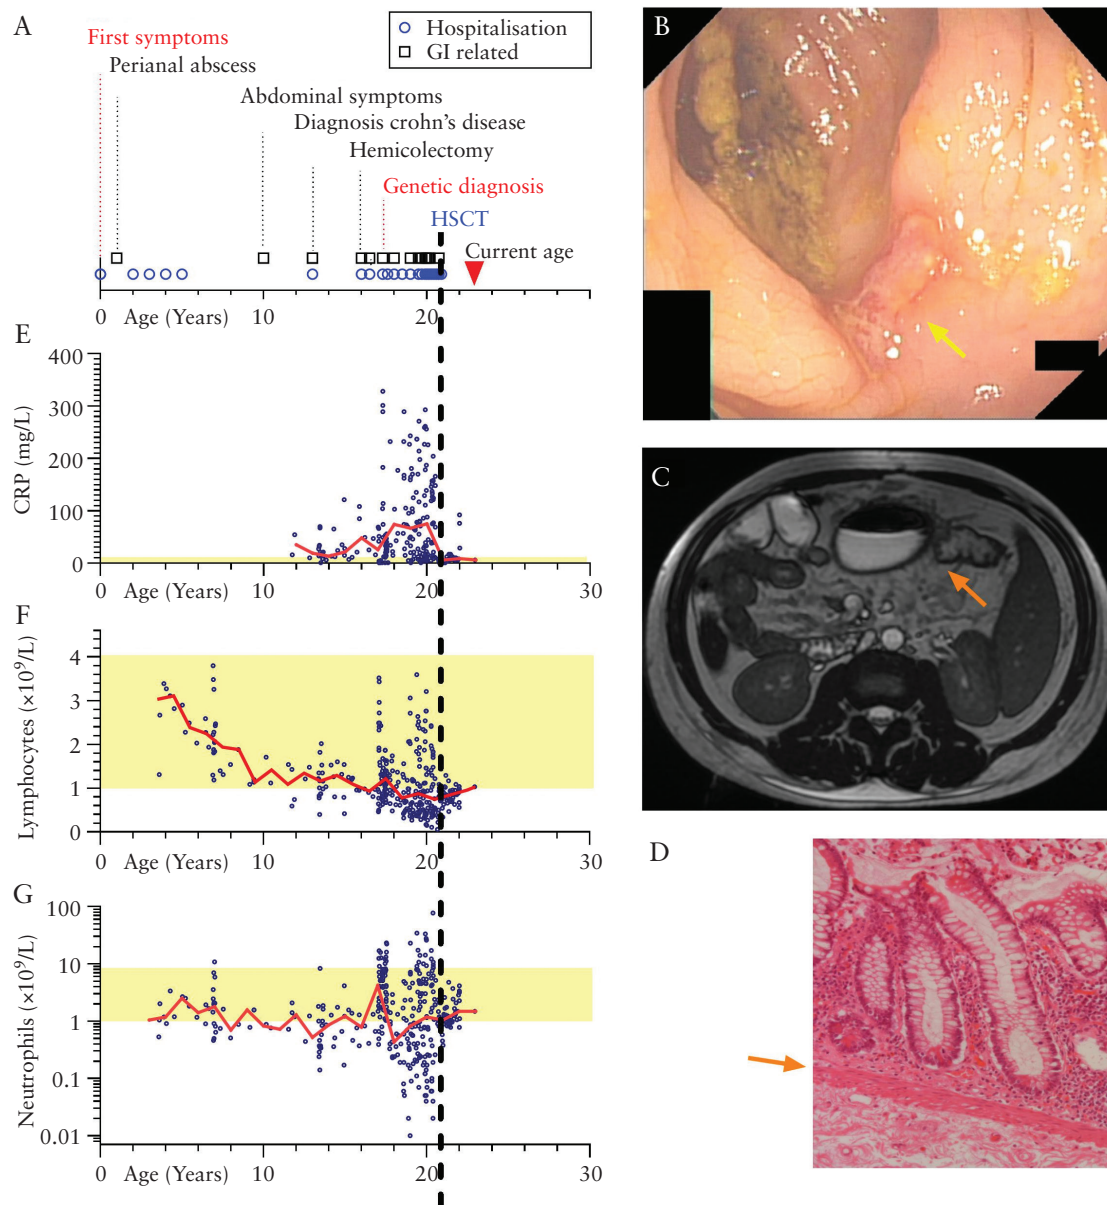 A
First symptoms
Perianal abscess
Abdominal symptoms
Diagnosis crohn's disease
Hemicolectomy
Genetic diagnosis
HSCT
Current age
Hospitalisation
GI related
0 Age (Years) 10 20 30
B
E
CRP (mg/L)
400
300
200
100
0
0 Age (Years) 10 20 30
C
F
Lymphocytes (×10⁹/L)
4
3
2
1
0
0 Age (Years) 10 20 30
D
G
Neutrophils (×10⁹/L)
100
10
1
0.1
0.01
0 Age (Years) 10 20 30